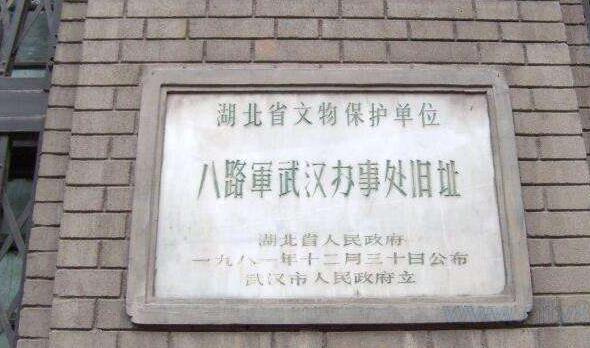 湖北省文物保护单位
八路軍武汉办事处旧址
湖北省人民政府
一九八一年十二月三十日公布
武汉市人民政府立